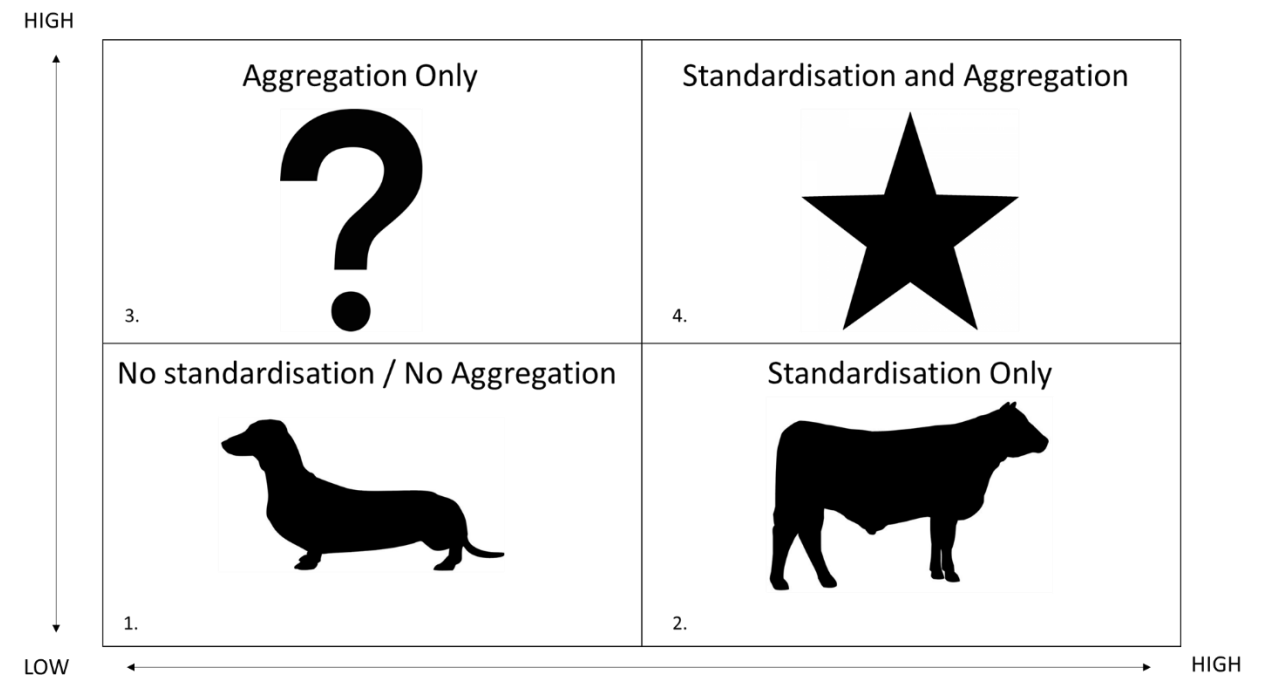 HIGH
Aggregation Only
Standardisation and Aggregation
3.
4.
No standardisation / No Aggregation
Standardisation Only
1.
2.
LOW
HIGH